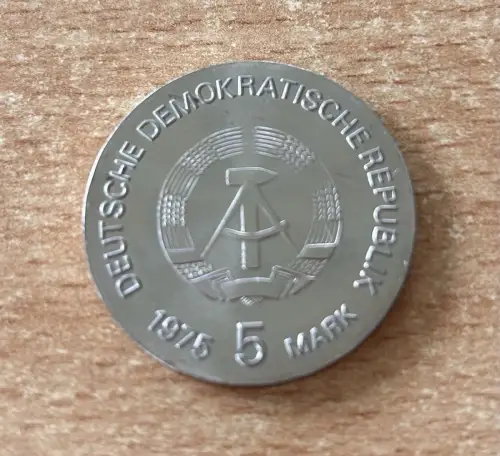 DEUTSCHE DEMOKRATISCHE REPUBLIK
1975 5 MARK